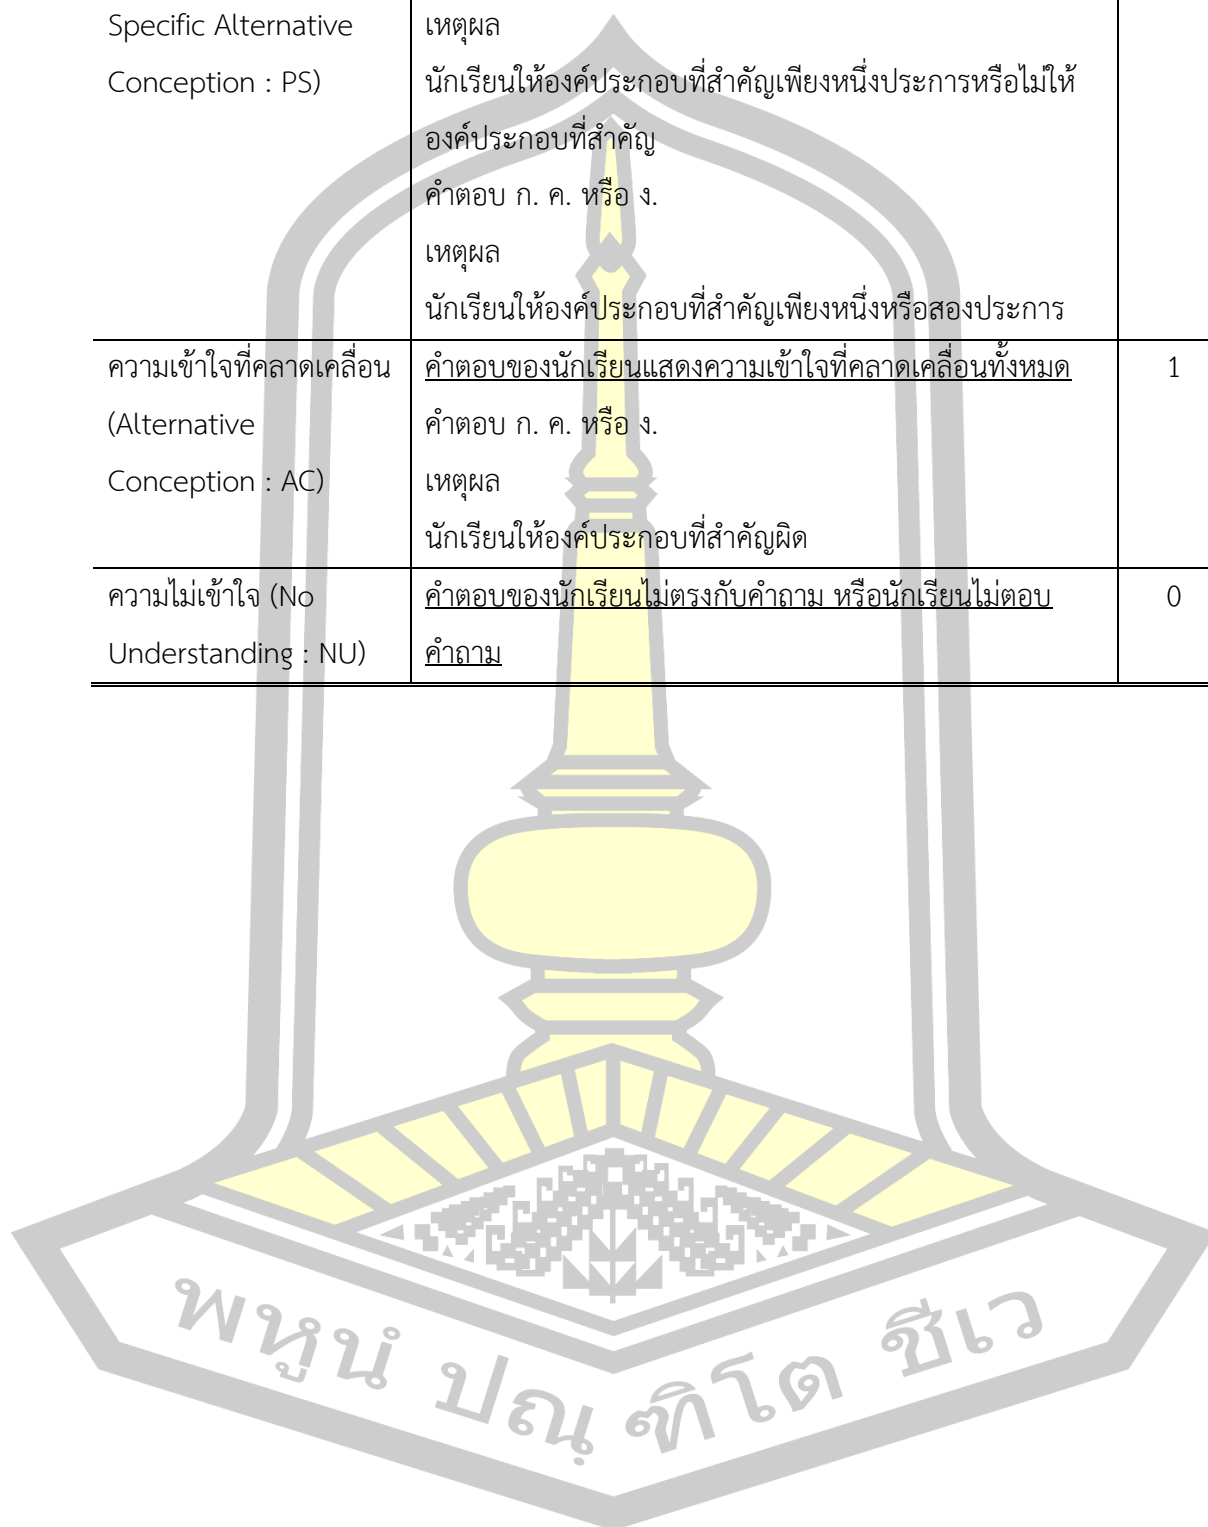 Specific Alternative
Conception : PS)
เหตุผล
นักเรียนให้องค์ประกอบที่สำคัญเพียงหนึ่งประการหรือไม่ให้
องค์ประกอบที่สำคัญ
คำตอบ ก. ค. หรือ ง.
เหตุผล
นักเรียนให้องค์ประกอบที่สำคัญเพียงหนึ่งหรือสองประการ
ความเข้าใจที่คลาดเคลื่อน
(Alternative
Conception : AC)
คำตอบของนักเรียนแสดงความเข้าใจที่คลาดเคลื่อนทั้งหมด
คำตอบ ก. ค. หรือ ง.
เหตุผล
นักเรียนให้องค์ประกอบที่สำคัญผิด
1
ความไม่เข้าใจ (No
Understanding : NU)
คำตอบของนักเรียนไม่ตรงกับคำถาม หรือนักเรียนไม่ตอบ
คำถาม
0
พหูนํ ปณฺฑิโต ชีเว